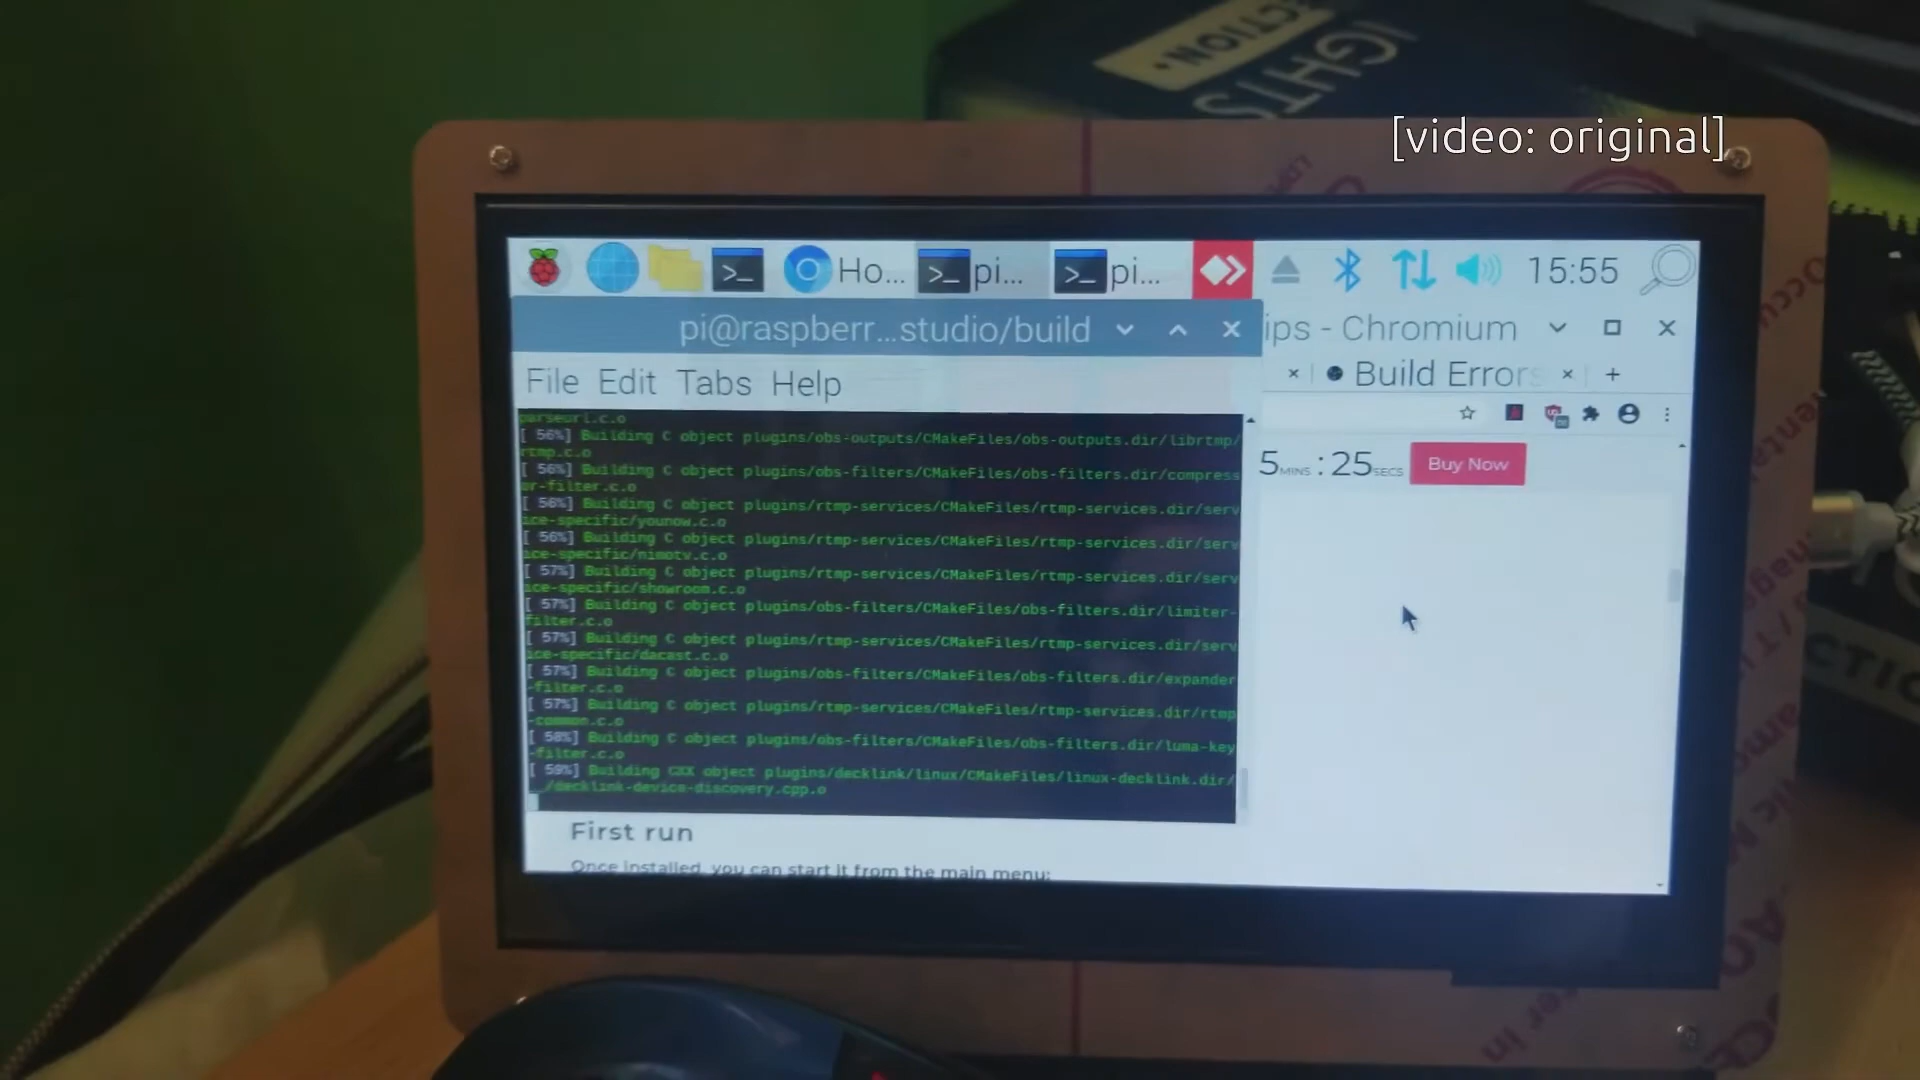 ECTION
IGHTS
[video: original]
Ho... pi... pi... 15:55
pi@raspberr...studio/build
ips - Chromium
File Edit Tabs Help
Build Errors
parseurl.c.o
[ 56%] Building C object plugins/obs-outputs/CMakeFiles/obs-outputs.dir/librtmp/
rtmp.c.o
[ 56%] Building C object plugins/obs-filters/CMakeFiles/obs-filters.dir/compress
or-filter.c.o
[ 56%] Building C object plugins/rtmp-services/CMakeFiles/rtmp-services.dir/serv
ice-specific/younow.c.o
[ 56%] Building C object plugins/rtmp-services/CMakeFiles/rtmp-services.dir/serv
ice-specific/nimotv.c.o
[ 57%] Building C object plugins/rtmp-services/CMakeFiles/rtmp-services.dir/serv
ice-specific/showroom.c.o
[ 57%] Building C object plugins/obs-filters/CMakeFiles/obs-filters.dir/limiter-
filter.c.o
[ 57%] Building C object plugins/rtmp-services/CMakeFiles/rtmp-services.dir/serv
ice-specific/dacast.c.o
[ 57%] Building C object plugins/obs-filters/CMakeFiles/obs-filters.dir/expander
-filter.c.o
[ 57%] Building C object plugins/rtmp-services/CMakeFiles/rtmp-services.dir/rtmp
-common.c.o
[ 58%] Building C object plugins/obs-filters/CMakeFiles/obs-filters.dir/luma-key
-filter.c.o
[ 59%] Building CXX object plugins/decklink/linux/CMakeFiles/linux-decklink.dir/
__/decklink-device-discovery.cpp.o
5MINS : 25SECS Buy Now
First run
Once installed, you can start it from the main menu:
CTIO